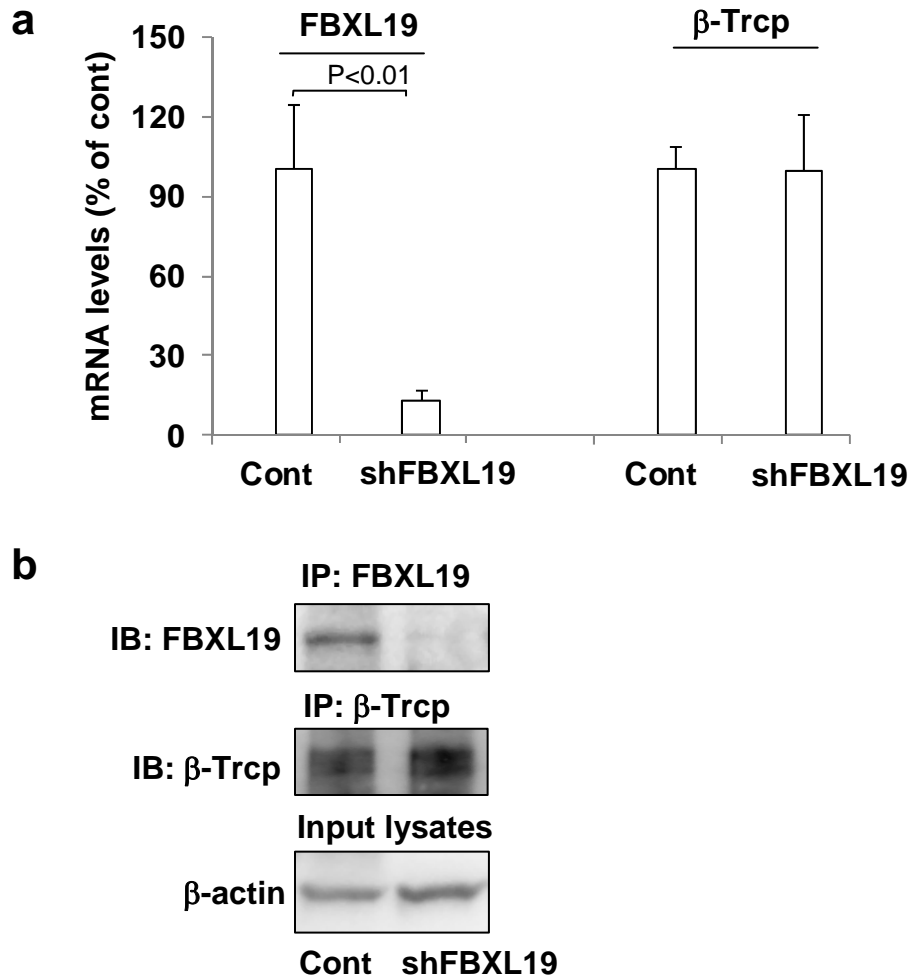 a
FBXL19
β-Trcp
P<0.01
mRNA levels (% of cont)
150
120
90
60
30
0
Cont
shFBXL19
Cont
shFBXL19
b
IP: FBXL19
IB: FBXL19
IP: β-Trcp
IB: β-Trcp
Input lysates
β-actin
Cont
shFBXL19